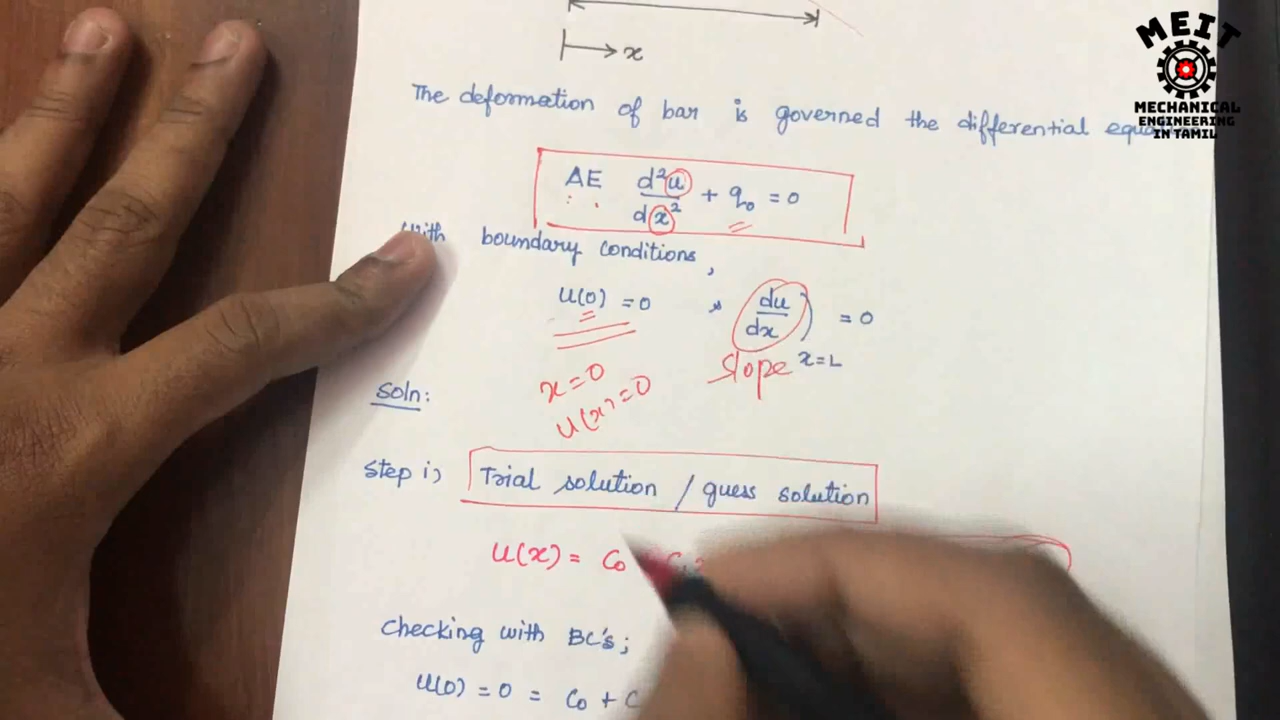 x
MEIT
MECHANICAL
ENGINEERING
IN TAMIL
The deformation of bar is governed the differential
AE d²u/dx² + q₀ = 0
With boundary conditions,
u(0) = 0 , du/dx) x=L = 0
slope
x=0
u(x)=0
Soln:
Step i) Trial solution / guess solution
u(x) = C₀
Checking with BC's;
u(0) = 0 = C₀ +